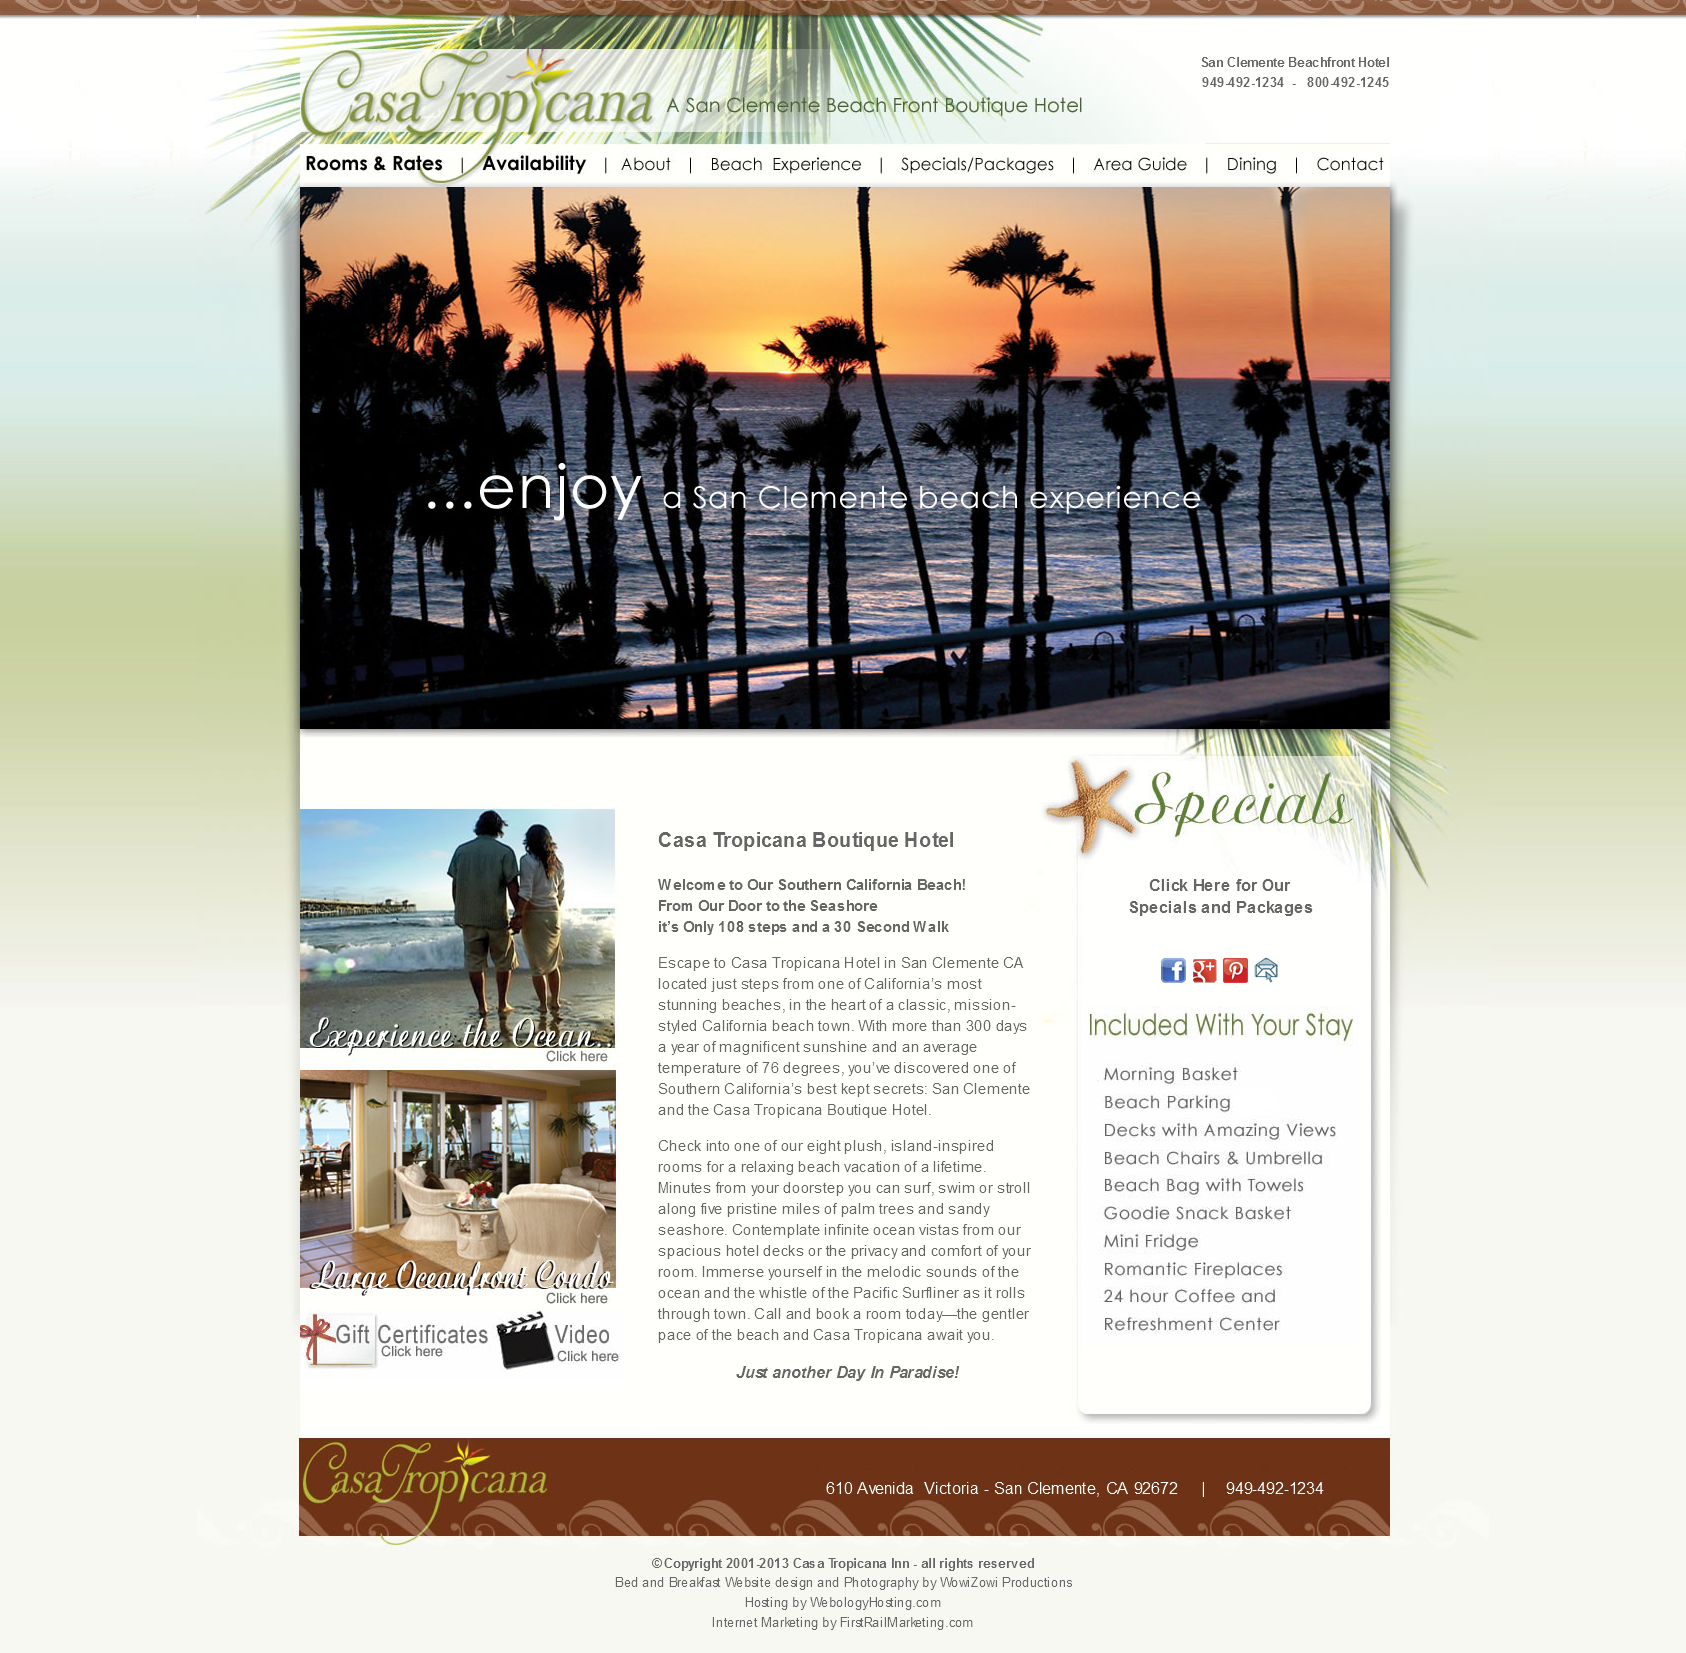 Casa Tropicana
A San Clemente Beach Front Boutique Hotel
San Clemente Beachfront Hotel
949-492-1234 - 800-492-1245
Rooms & Rates | Availability | About | Beach Experience | Specials/Packages | Area Guide | Dining | Contact
...enjoy a San Clemente beach experience
Experience the Ocean..
Click here
Large Oceanfront Condo
Click here
Gift Certificates
Click here
Video
Click here
Casa Tropicana Boutique Hotel
Welcome to Our Southern California Beach!
From Our Door to the Seashore
it’s Only 108 steps and a 30 Second Walk
Escape to Casa Tropicana Hotel in San Clemente CA
located just steps from one of California’s most
stunning beaches, in the heart of a classic, mission-
styled California beach town. With more than 300 days
a year of magnificent sunshine and an average
temperature of 76 degrees, you’ve discovered one of
Southern California’s best kept secrets: San Clemente
and the Casa Tropicana Boutique Hotel.
Check into one of our eight plush, island-inspired
rooms for a relaxing beach vacation of a lifetime.
Minutes from your doorstep you can surf, swim or stroll
along five pristine miles of palm trees and sandy
seashore. Contemplate infinite ocean vistas from our
spacious hotel decks or the privacy and comfort of your
room. Immerse yourself in the melodic sounds of the
ocean and the whistle of the Pacific Surfliner as it rolls
through town. Call and book a room today—the gentler
pace of the beach and Casa Tropicana await you.
Just another Day In Paradise!
Specials
Click Here for Our
Specials and Packages
Included With Your Stay
Morning Basket
Beach Parking
Decks with Amazing Views
Beach Chairs & Umbrella
Beach Bag with Towels
Goodie Snack Basket
Mini Fridge
Romantic Fireplaces
24 hour Coffee and
Refreshment Center
Casa Tropicana
610 Avenida Victoria - San Clemente, CA 92672 | 949-492-1234
©Copyright 2001-2013 Casa Tropicana Inn - all rights reserved
Bed and Breakfast Website design and Photography by WowiZowi Productions
Hosting by WebologyHosting.com
Internet Marketing by FirstRailMarketing.com